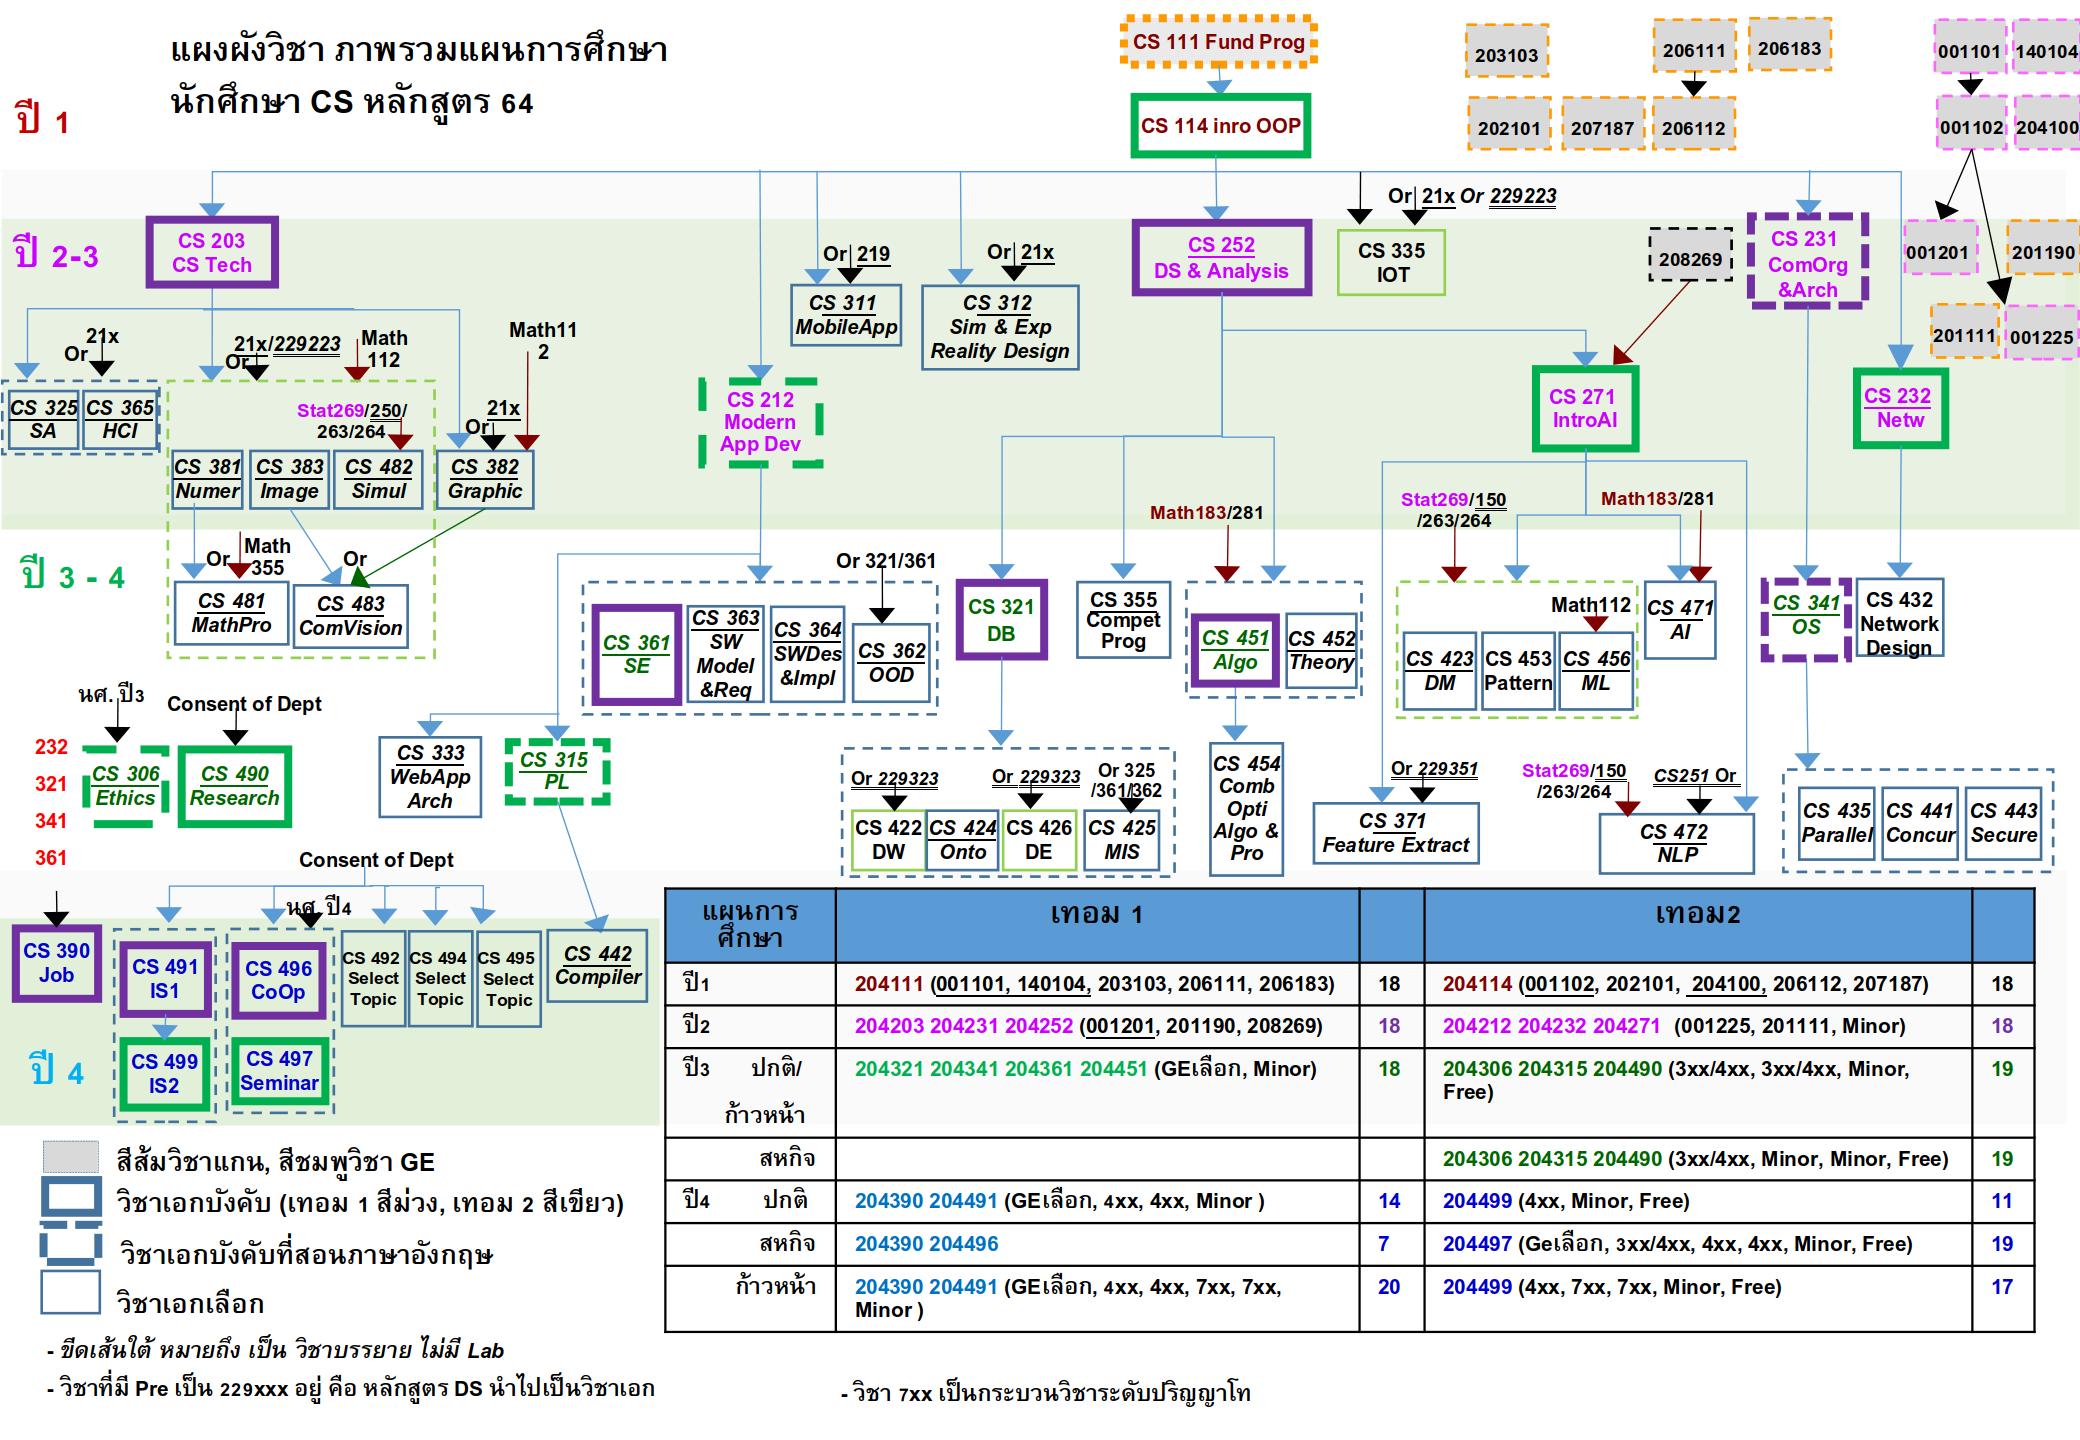 แผงผังวิชา ภาพรวมแผนการศึกษา
นักศึกษา CS หลักสูตร 64
ปี 1
CS 111 Fund Prog
CS 114 inro OOP
203103
206111
206183
202101
207187
206112
001101
140104
001102
204100
ปี 2-3
CS 203
CS Tech
Or 219
CS 311
MobileApp
Or 21x
CS 312
Sim & Exp
Reality Design
CS 252
DS & Analysis
Or 21x Or 229223
CS 335
IOT
208269
CS 231
ComOrg
&Arch
001201
201190
201111
001225
21x
Or
21x/229223
Or
Math
112
Math11
2
CS 325
SA
CS 365
HCI
Stat269/250/
263/264
21x
Or
CS 381
Numer
CS 383
Image
CS 482
Simul
CS 382
Graphic
CS 212
Modern
App Dev
CS 271
IntroAI
CS 232
Netw
ปี 3 - 4
Or
Math
355
Or
CS 481
MathPro
CS 483
ComVision
Or 321/361
CS 361
SE
CS 363
SW
Model
&Req
CS 364
SWDes
&Impl
CS 362
OOD
CS 321
DB
CS 355
Compet
Prog
Math183/281
CS 451
Algo
CS 452
Theory
Stat269/150
/263/264
Math183/281
Math112
CS 423
DM
CS 453
Pattern
CS 456
ML
CS 471
AI
CS 341
OS
CS 432
Network
Design
นศ.ปี3
Consent of Dept
232
321
341
361
CS 306
Ethics
CS 490
Research
CS 333
WebApp
Arch
CS 315
PL
Or 229323
Or 229323
Or 325
/361/362
CS 422
DW
CS 424
Onto
CS 426
DE
CS 425
MIS
CS 454
Comb
Opti
Algo &
Pro
Or 229351
CS 371
Feature Extract
Stat269/150
/263/264
CS251 Or
CS 472
NLP
CS 435
Parallel
CS 441
Concur
CS 443
Secure
Consent of Dept
นศ.ปี4
CS 390
Job
CS 491
IS1
CS 496
CoOp
CS 492
Select
Topic
CS 494
Select
Topic
CS 495
Select
Topic
CS 442
Compiler
ปี 4
CS 499
IS2
CS 497
Seminar
แผนการ
ศึกษา
เทอม 1
เทอม2
ปี1
204111 (001101, 140104, 203103, 206111, 206183)
18
204114 (001102, 202101, 204100, 206112, 207187)
18
ปี2
204203 204231 204252 (001201, 201190, 208269)
18
204212 204232 204271 (001225, 201111, Minor)
18
ปี3 ปกติ/
ก้าวหน้า
204321 204341 204361 204451 (GEเลือก, Minor)
18
204306 204315 204490 (3xx/4xx, 3xx/4xx, Minor,
Free)
19
สหกิจ
204306 204315 204490 (3xx/4xx, Minor, Minor, Free)
19
ปี4 ปกติ
204390 204491 (GEเลือก, 4xx, 4xx, Minor )
14
204499 (4xx, Minor, Free)
11
สหกิจ
204390 204496
7
204497 (Geเลือก, 3xx/4xx, 4xx, 4xx, Minor, Free)
19
ก้าวหน้า
204390 204491 (GEเลือก, 4xx, 4xx, 7xx, 7xx,
Minor )
20
204499 (4xx, 7xx, 7xx, Minor, Free)
17
สีส้มวิชาแกน, สีชมพูวิชา GE
วิชาเอกบังคับ (เทอม 1 สีม่วง, เทอม 2 สีเขียว)
วิชาเอกบังคับที่สอนภาษาอังกฤษ
วิชาเอกเลือก
- ขีดเส้นใต้ หมายถึง เป็น วิชาบรรยาย ไม่มี Lab
- วิชาที่มี Pre เป็น 229xxx อยู่ คือ หลักสูตร DS นำไปเป็นวิชาเอก
- วิชา 7xx เป็นกระบวนวิชาระดับปริญญาโท